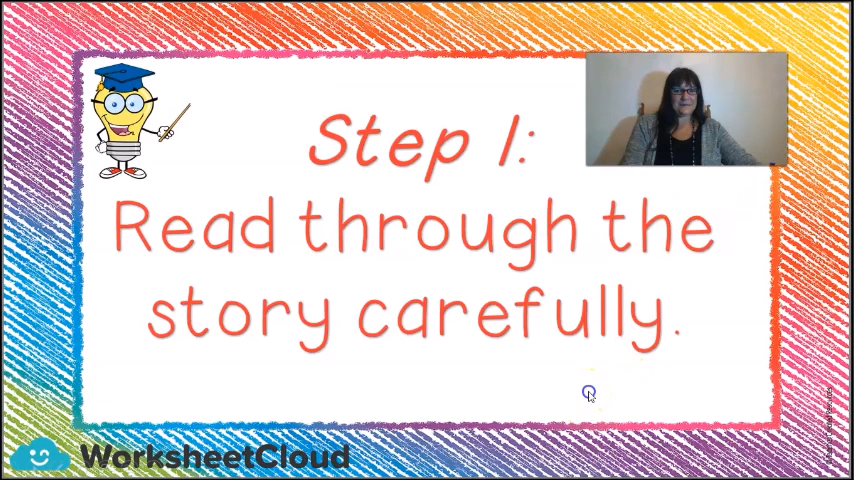 Step 1:
Read through the
story carefully.
WorksheetCloud